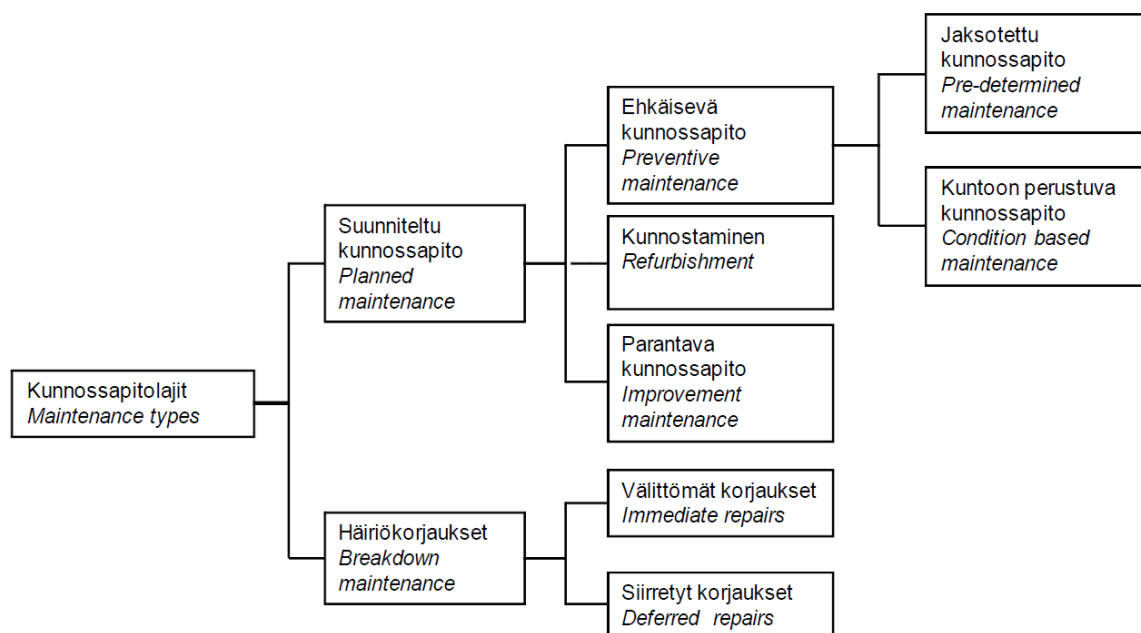 Kunnossapitolajit
Maintenance types
Suunniteltu
kunnossapito
Planned
maintenance
Häiriökorjaukset
Breakdown
maintenance
Ehkäisevä
kunnossapito
Preventive
maintenance
Kunnostaminen
Refurbishment
Parantava
kunnossapito
Improvement
maintenance
Välittömät korjaukset
Immediate repairs
Siirretyt korjaukset
Deferred repairs
Jaksotettu
kunnossapito
Pre-determined
maintenance
Kuntoon perustuva
kunnossapito
Condition based
maintenance